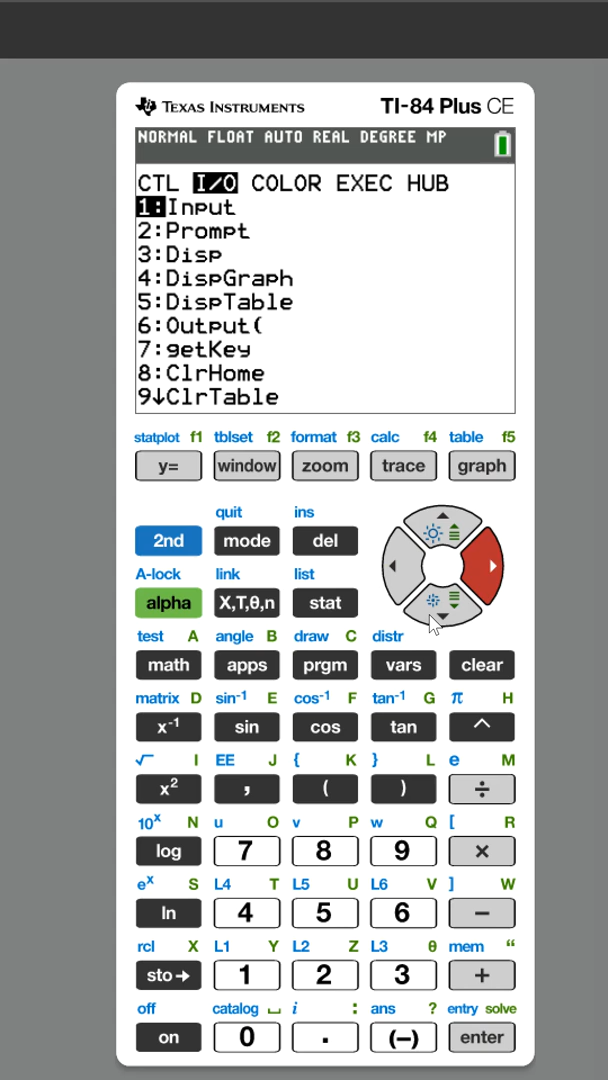 TEXAS INSTRUMENTS TI-84 Plus CE
NORMAL FLOAT AUTO REAL DEGREE MP
CTL I/O COLOR EXEC HUB
1:Input
2:Prompt
3:Disp
4:DispGraph
5:DispTable
6:Output(
7:getKey
8:ClrHome
9↓ClrTable
statplot f1 tblset f2 format f3 calc f4 table f5
y= window zoom trace graph
quit ins
2nd mode del
A-lock link list
alpha X,T,θ,n stat
test A angle B draw C distr
math apps prgm vars clear
matrix D sin⁻¹ E cos⁻¹ F tan⁻¹ G π H
x⁻¹ sin cos tan ^
√ I EE J { K } L e M
x² , ( ) ÷
10ˣ N u O v P w Q [ R
log 7 8 9 ×
eˣ S L4 T L5 U L6 V ] W
ln 4 5 6 −
rcl X L1 Y L2 Z L3 θ mem “
sto→ 1 2 3 +
off catalog ⎵ i : ans ? entry solve
on 0 . (−) enter